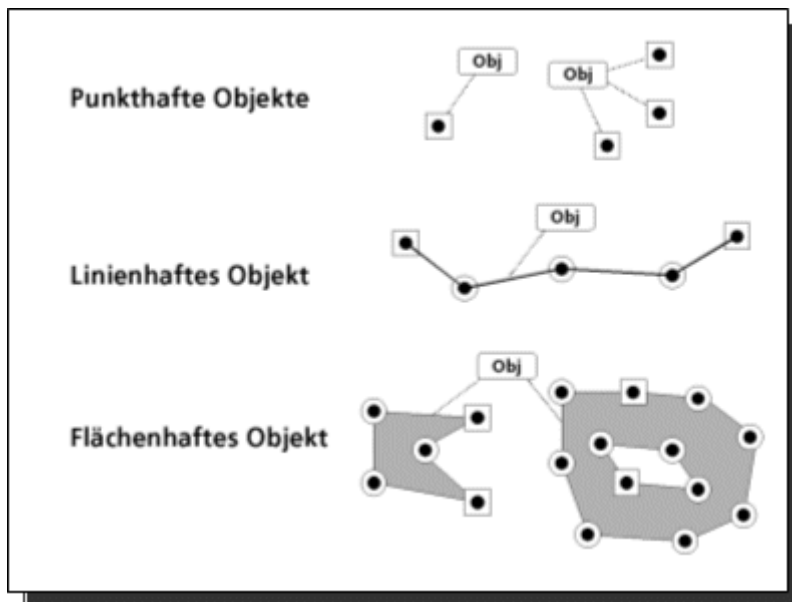 Obj
Obj
Punkthafte Objekte
Obj
Linienhaftes Objekt
Obj
Flächenhaftes Objekt